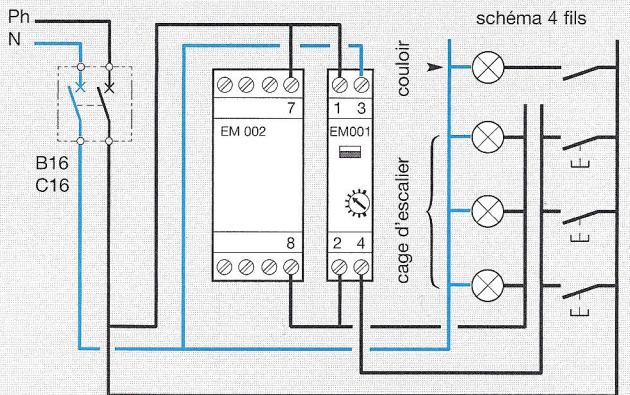 Ph
N
schéma 4 fils
couloir
7
1 3
EM 002
EM001
B16
C16
cage d'escalier
8
2 4